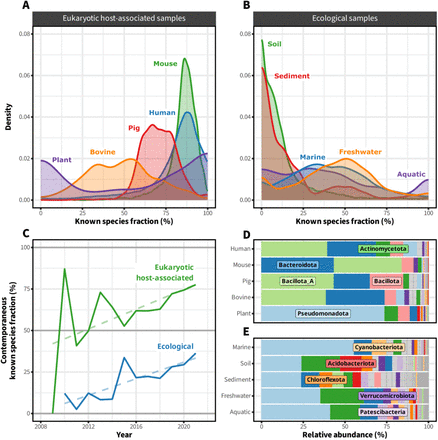 A
Eukaryotic host-associated samples
Density
0.08
0.06
0.04
0.02
0.00
Mouse
Human
Pig
Bovine
Plant
0
25
50
75
100
Known species fraction (%)
B
Ecological samples
0.08
0.06
0.04
0.02
0.00
Soil
Sediment
Marine
Freshwater
Aquatic
0
25
50
75
100
Known species fraction (%)
C
Contemporaneous
known species fraction (%)
100
75
50
25
0
Eukaryotic
host-associated
Ecological
2008
2012
2016
2020
Year
D
Human
Mouse
Pig
Bovine
Plant
Actinomycetota
Bacteroidota
Bacillota_A
Bacillota
Pseudomonadota
E
Marine
Soil
Sediment
Freshwater
Aquatic
Cyanobacteriota
Acidobacteriota
Chloroflexota
Verrucomicrobiota
Patescibacteria
0
25
50
75
100
Relative abundance (%)